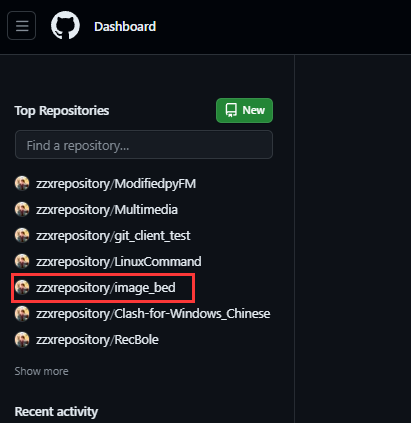 Dashboard
Top Repositories
New
Find a repository...
zzxrepository/ModifiedpyFM
zzxrepository/Multimedia
zzxrepository/git_client_test
zzxrepository/LinuxCommand
zzxrepository/image_bed
zzxrepository/Clash-for-Windows_Chinese
zzxrepository/RecBole
Show more
Recent activity